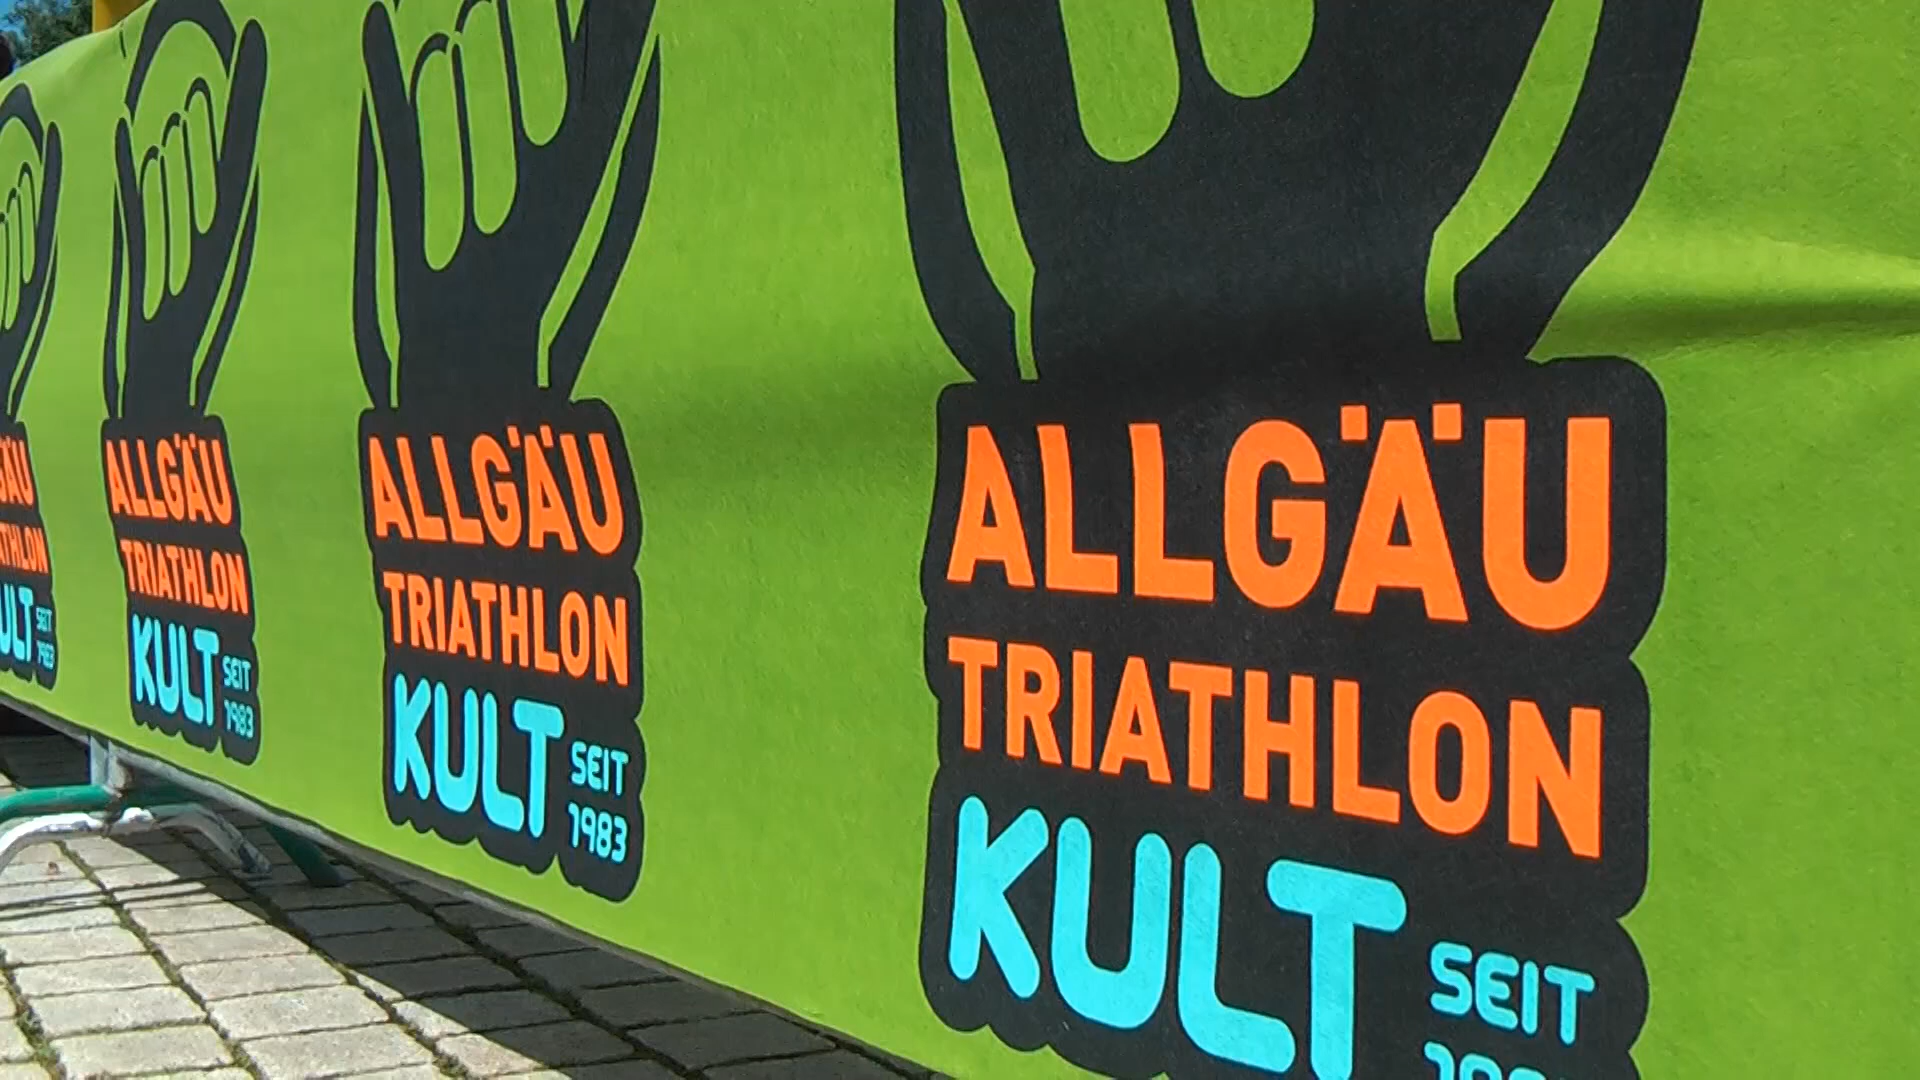 ALLGÄU
TRIATHLON
KULT SEIT
1983
ALLGÄU
TRIATHLON
KULT SEIT
1983
ALLGÄU
TRIATHLON
KULT SEIT